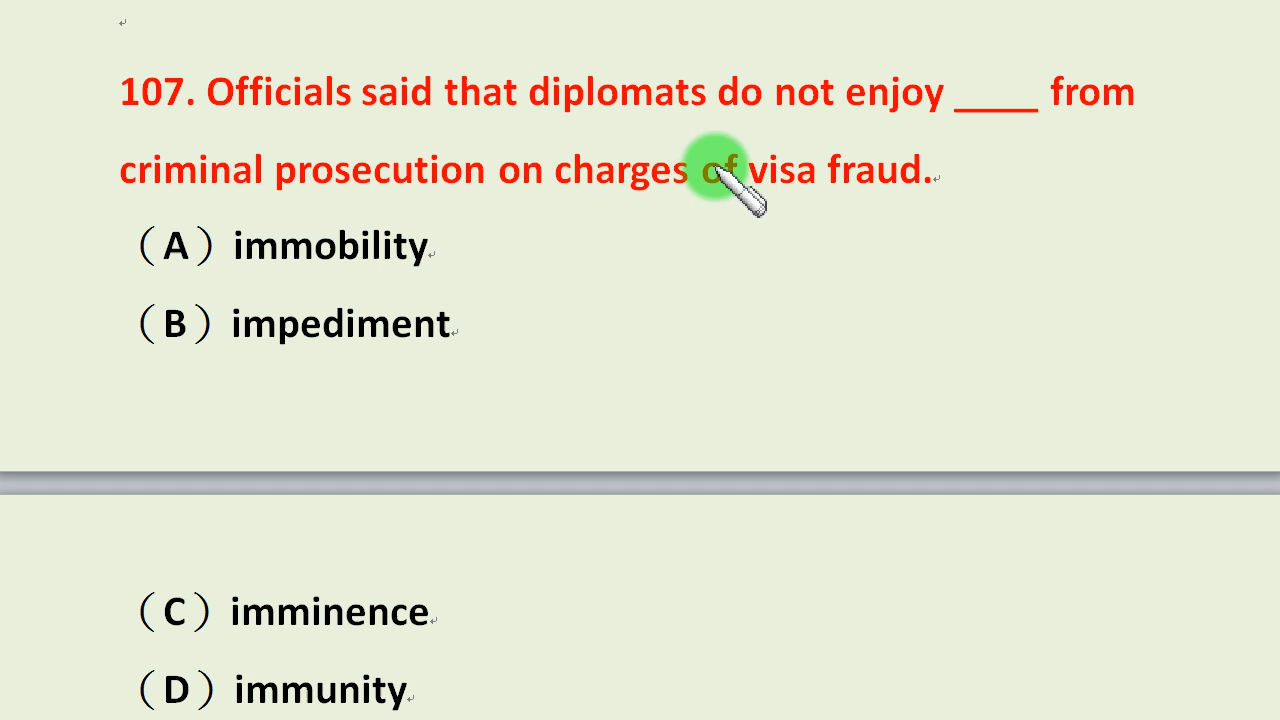 107. Officials said that diplomats do not enjoy ____ from
criminal prosecution on charges of visa fraud.
（A）immobility
（B）impediment
（C）imminence
（D）immunity